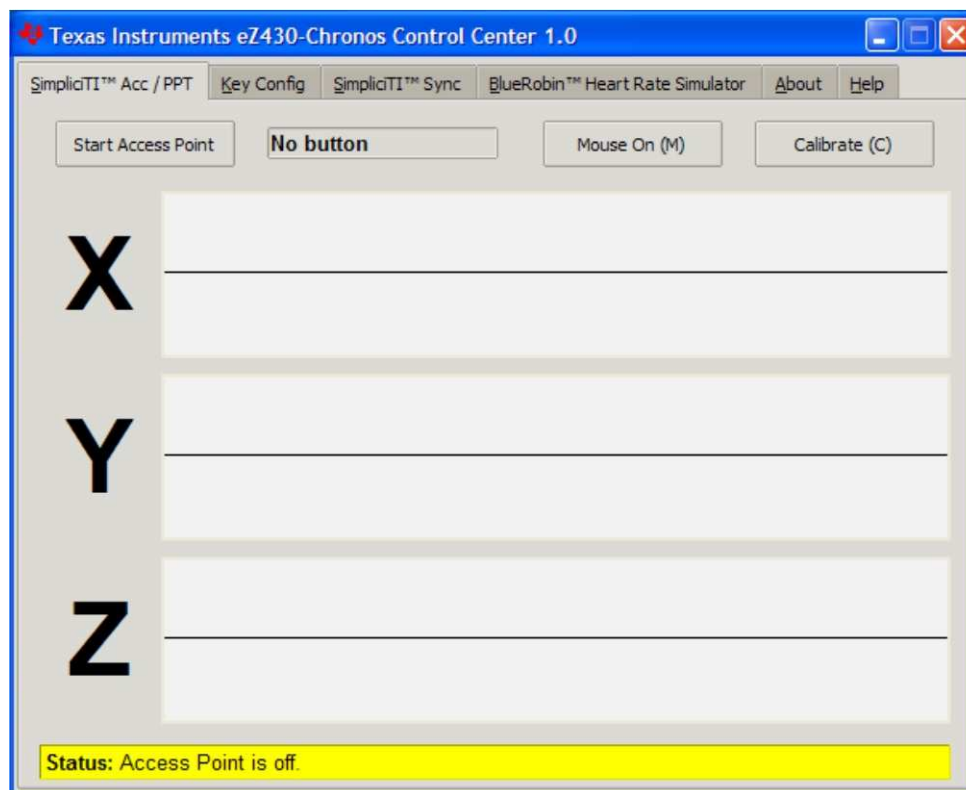 Texas Instruments eZ430-Chronos Control Center 1.0
SimpliciTI™ Acc / PPT Key Config SimpliciTI™ Sync BlueRobin™ Heart Rate Simulator About Help
Start Access Point No button Mouse On (M) Calibrate (C)
X
Y
Z
Status: Access Point is off.